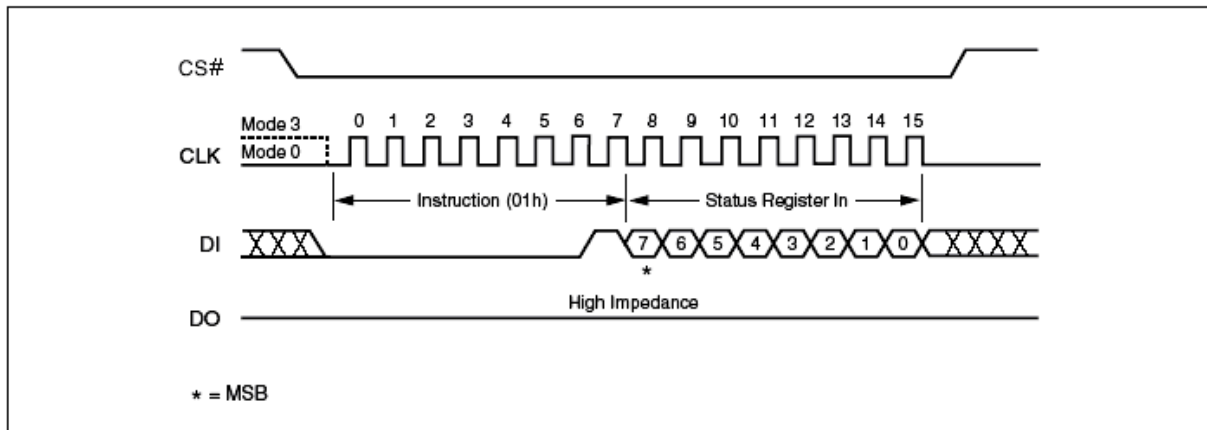 CS#
Mode 3
0 1 2 3 4 5 6 7 8 9 10 11 12 13 14 15
Mode 0
CLK
Instruction (01h) Status Register In
DI 7 6 5 4 3 2 1 0
*
High Impedance
DO
* = MSB